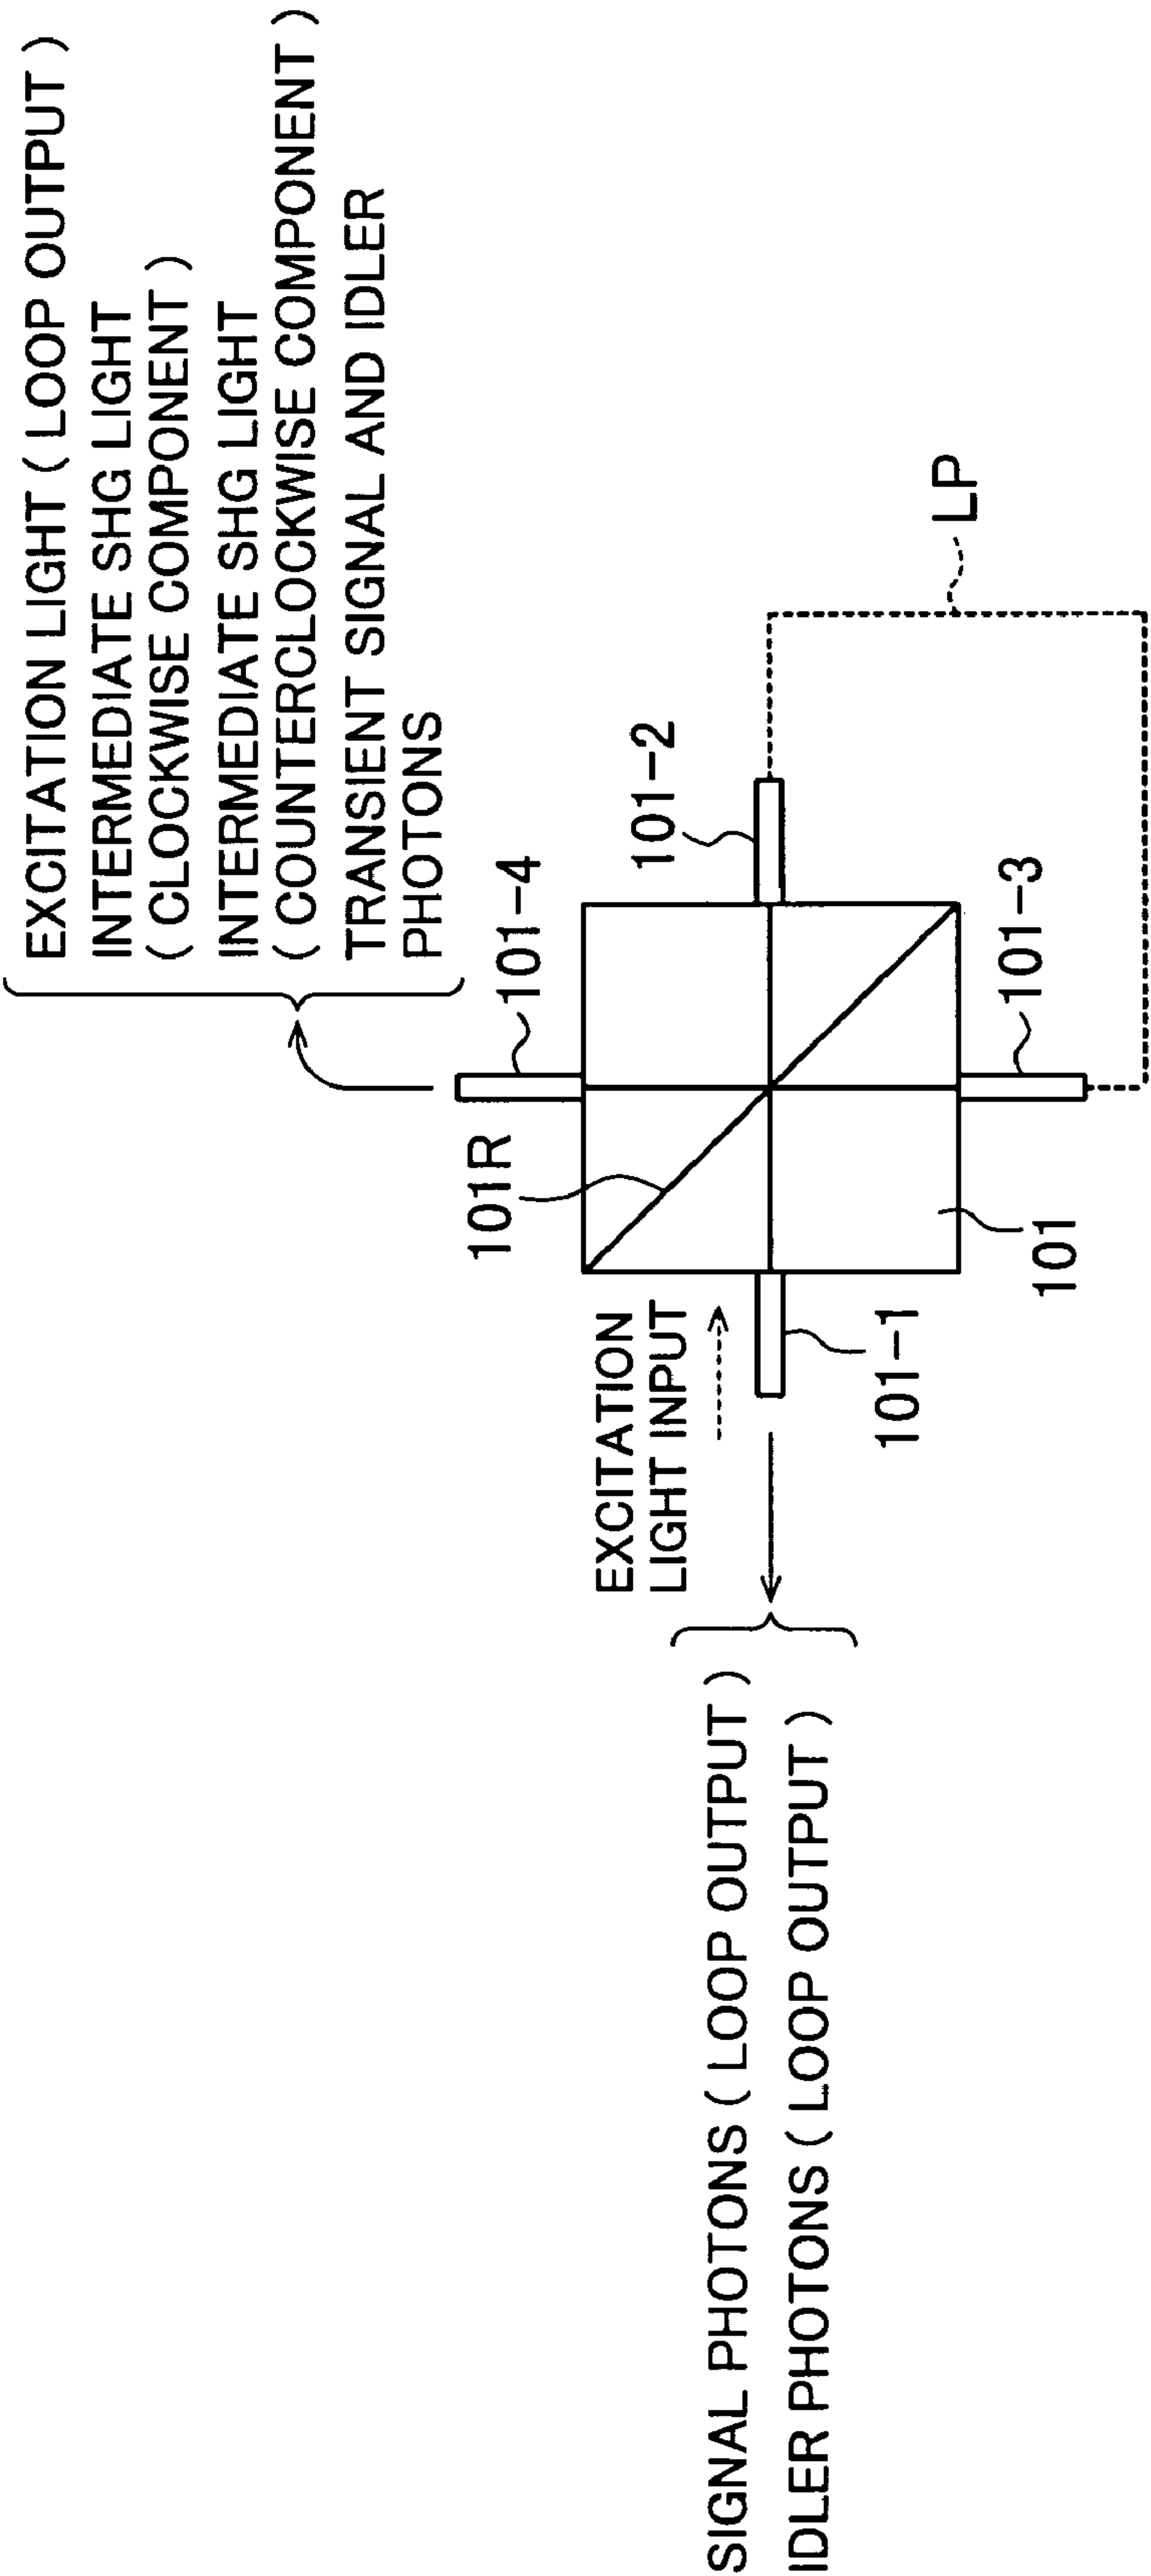 EXCITATION LIGHT ( LOOP OUTPUT )
INTERMEDIATE SHG LIGHT
( CLOCKWISE COMPONENT )
INTERMEDIATE SHG LIGHT
( COUNTERCLOCKWISE COMPONENT )
TRANSIENT SIGNAL AND IDLER
PHOTONS
101-4
101R
101-2
LP
EXCITATION
LIGHT INPUT
101-1
101
101-3
SIGNAL PHOTONS ( LOOP OUTPUT )
IDLER PHOTONS ( LOOP OUTPUT )